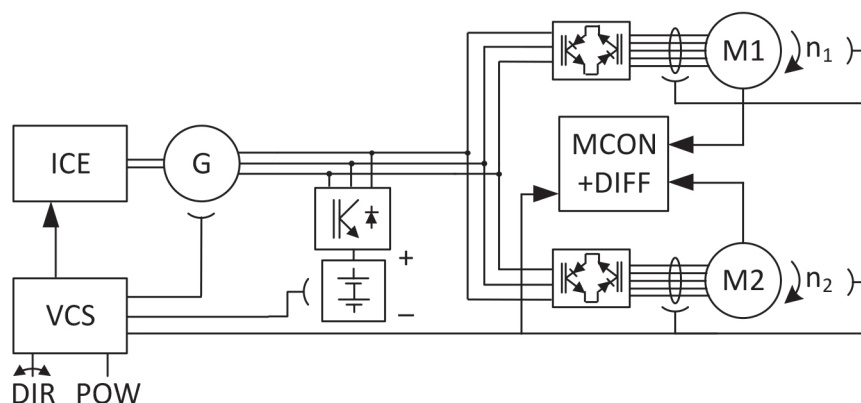 M1
n1
ICE
G
MCON
+DIFF
+
VCS
M2
n2
–
DIR
POW